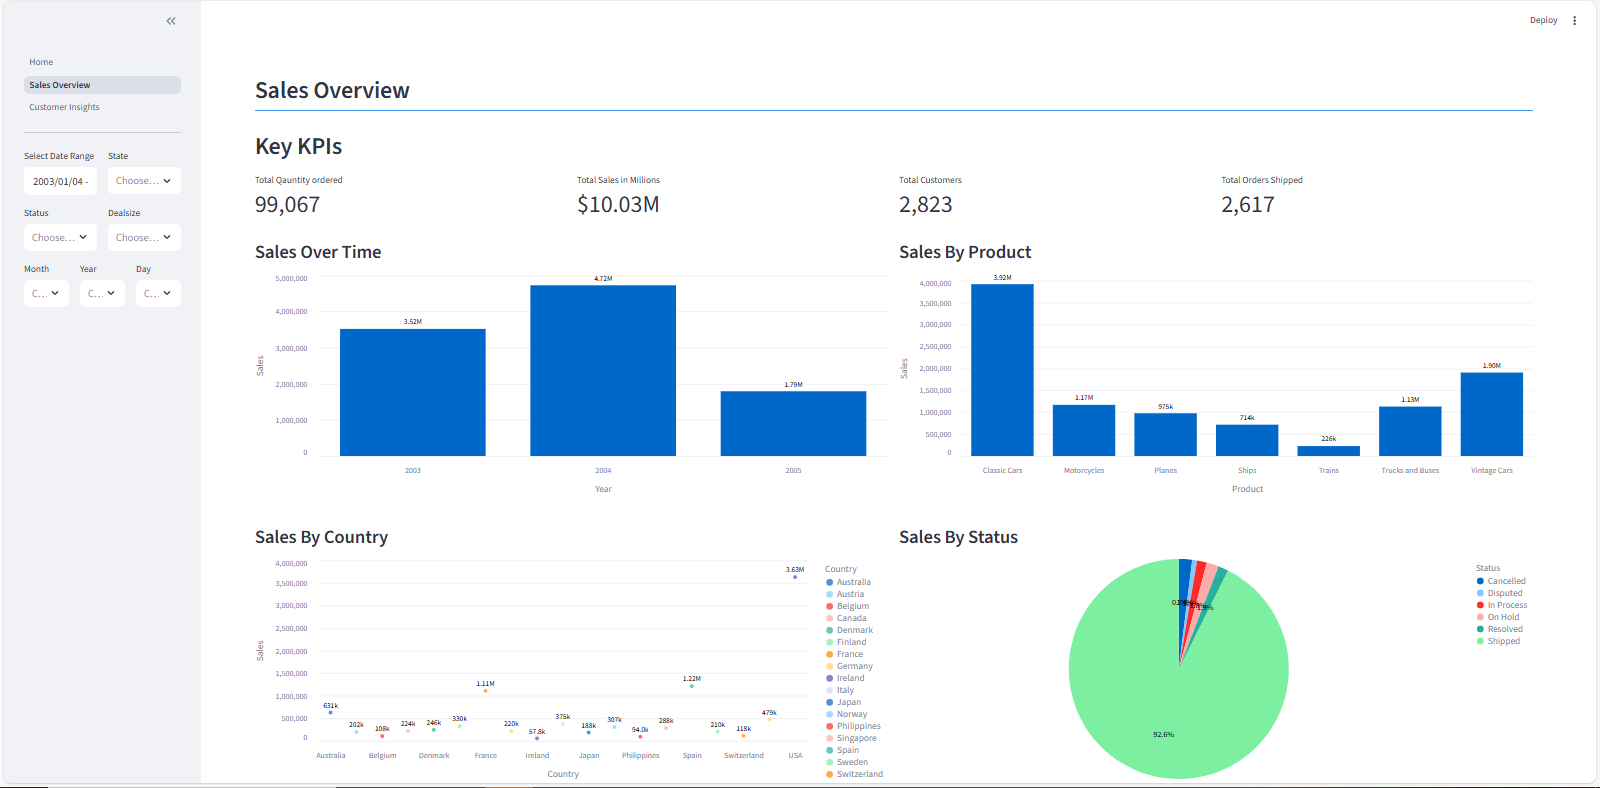 Deploy
Home
Sales Overview
Customer Insights
Select Date Range State
2003/01/04 - Choose...
Status Dealsize
Choose... Choose...
Month Year Day
C... C... C...
Sales Overview
Key KPIs
Total Qauntity ordered Total Sales in Millions Total Customers Total Orders Shipped
99,067 $10.03M 2,823 2,617
Sales Over Time
5,000,000
4,000,000
3,000,000
2,000,000
1,000,000
0
Sales
3.52M 4.72M 1.79M
2003 2004 2005
Year
Sales By Product
4,000,000
3,500,000
3,000,000
2,500,000
2,000,000
1,500,000
1,000,000
500,000
0
Sales
3.92M 1.17M 975k 714k 226k 1.13M 1.90M
Classic Cars Motorcycles Planes Ships Trains Trucks and Buses Vintage Cars
Product
Sales By Country
4,000,000
3,500,000
3,000,000
2,500,000
2,000,000
1,500,000
1,000,000
500,000
0
Sales
631k 202k 108k 224k 246k 330k 1.11M 220k 57.8k 375k 188k 307k 94.0k 288k 1.22M 210k 118k 479k 3.63M
Australia Belgium Denmark France Ireland Japan Philippines Spain Switzerland USA
Country
Country
Australia
Austria
Belgium
Canada
Denmark
Finland
France
Germany
Ireland
Italy
Japan
Norway
Philippines
Singapore
Spain
Sweden
Switzerland
Sales By Status
92.6%
Status
Cancelled
Disputed
In Process
On Hold
Resolved
Shipped